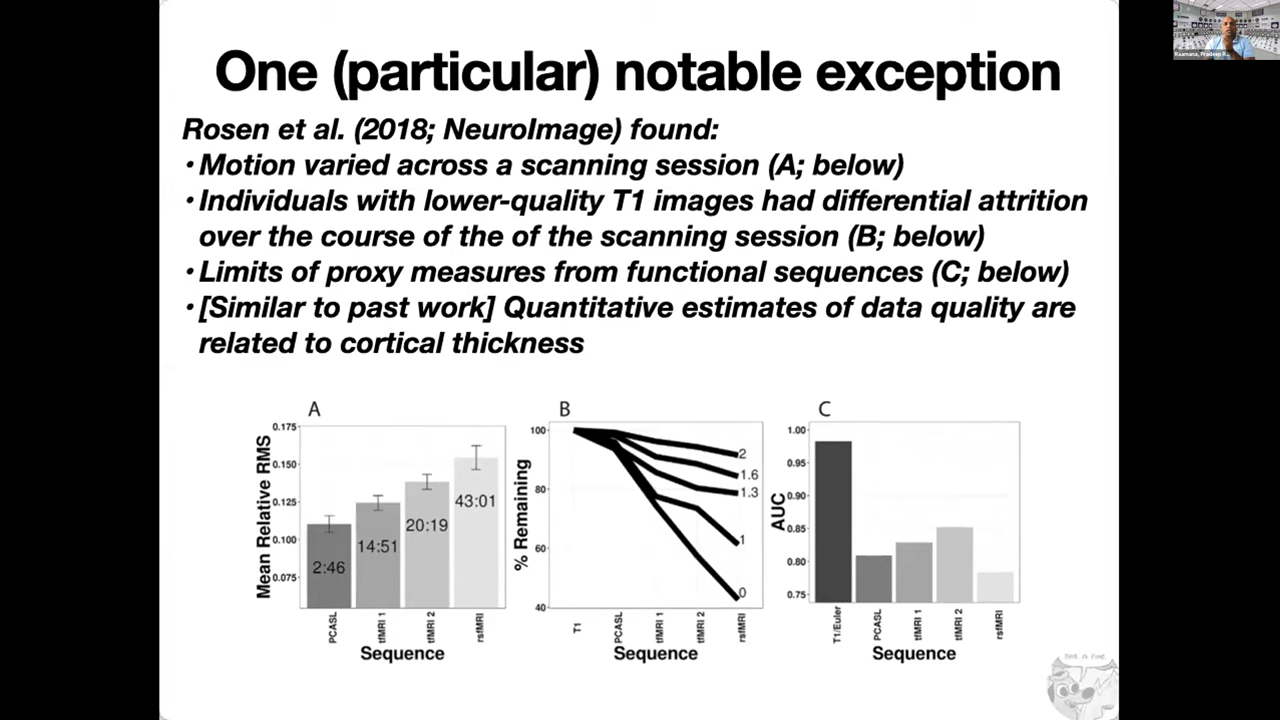 One (particular) notable exception
Rosen et al. (2018; NeuroImage) found:
• Motion varied across a scanning session (A; below)
• Individuals with lower-quality T1 images had differential attrition
over the course of the of the scanning session (B; below)
• Limits of proxy measures from functional sequences (C; below)
• [Similar to past work] Quantitative estimates of data quality are
related to cortical thickness
A
Mean Relative RMS
0.175
0.150
0.125
0.100
0.075
2:46
14:51
20:19
43:01
PCASL
tfMRI 1
tfMRI 2
rsfMRI
Sequence
B
% Remaining
100
80
60
40
2
1.6
1.3
1
0
T1
PCASL
tfMRI 1
tfMRI 2
rsfMRI
Sequence
C
AUC
1.00
0.95
0.90
0.85
0.80
0.75
T1/Euler
PCASL
tfMRI 1
tfMRI 2
rsfMRI
Sequence
THIS IS FINE.
Raamana, Pradeep R